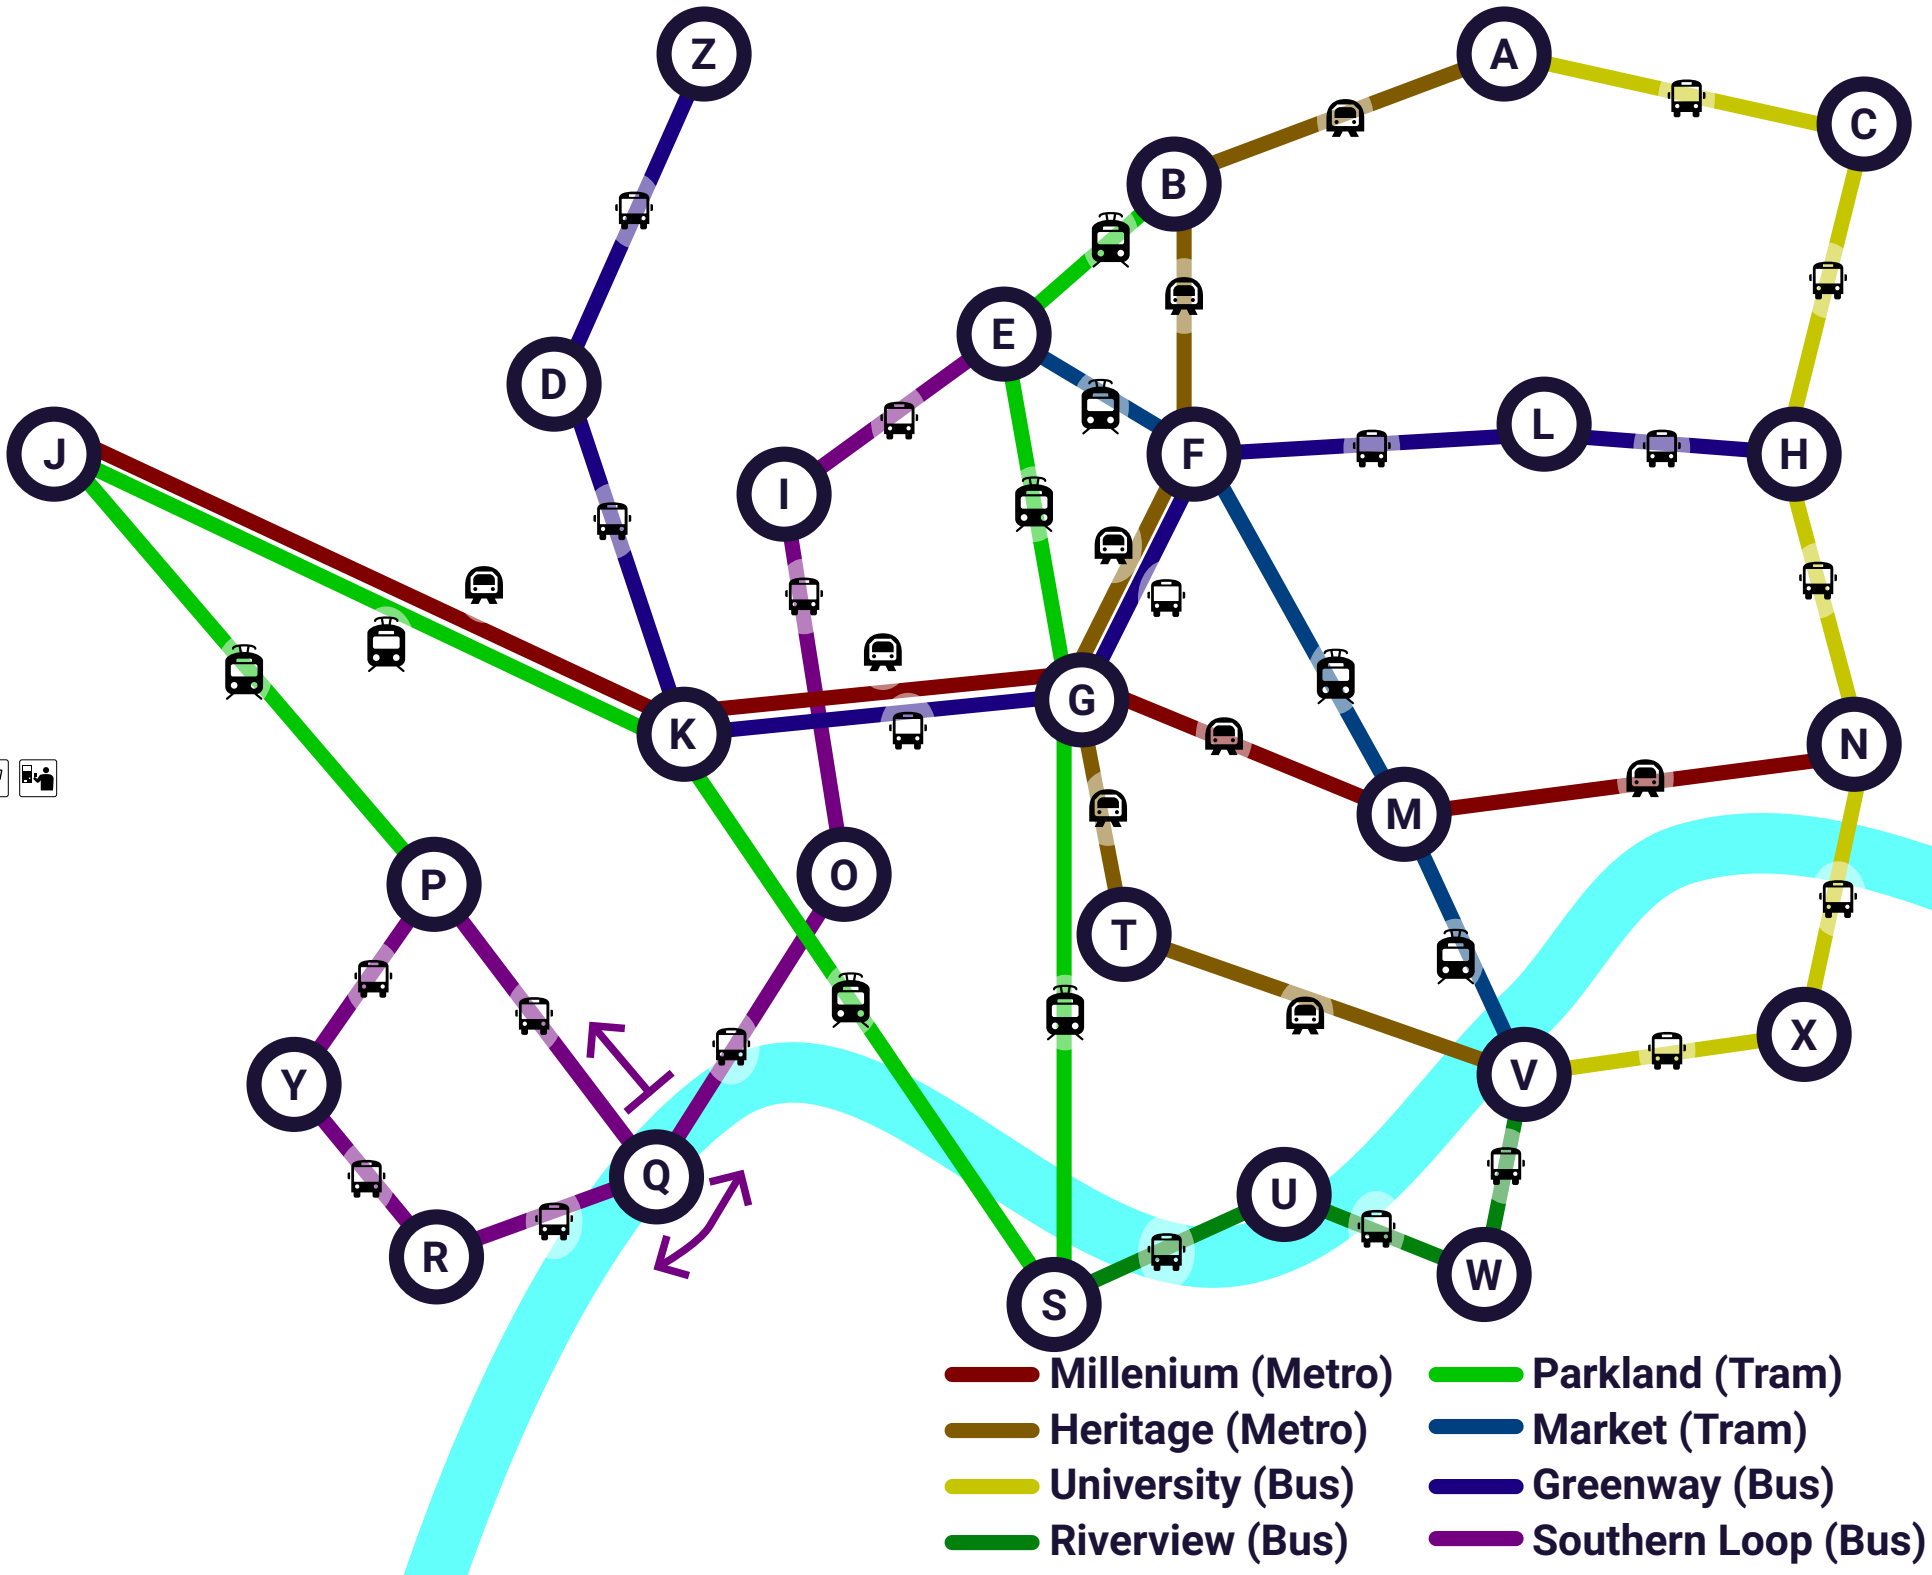 Z
A
C
B
E
D
L
J
F
H
I
G
K
N
M
P
O
T
X
Y
V
Q
U
R
W
S
Millenium (Metro)
Parkland (Tram)
Heritage (Metro)
Market (Tram)
University (Bus)
Greenway (Bus)
Riverview (Bus)
Southern Loop (Bus)